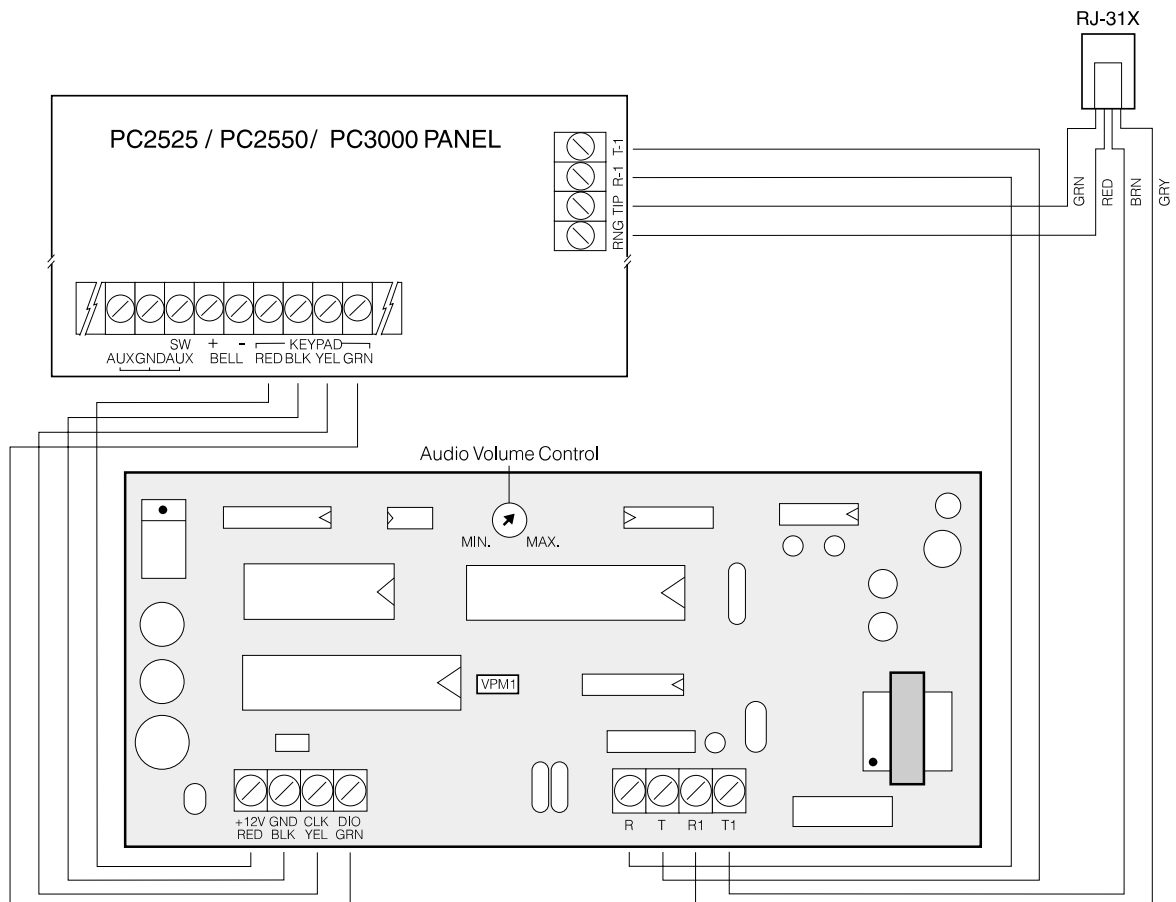 RJ-31X
PC2525 / PC2550/ PC3000 PANEL
T-1
R-1
TIP
RNG
GRN
RED
BRN
GRY
SW + - KEYPAD
AUX GND AUX BELL RED BLK YEL GRN
Audio Volume Control
MIN. MAX.
VPM1
+12V GND CLK DIO
RED BLK YEL GRN
R T R1 T1